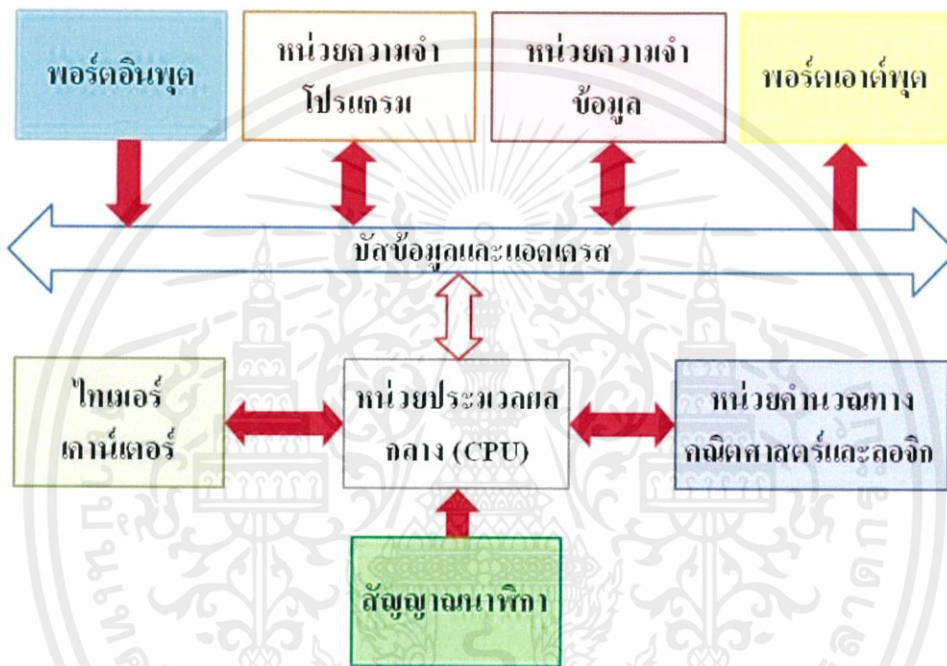 พอร์ตอินพุต
หน่วยความจำ
โปรแกรม
หน่วยความจำ
ข้อมูล
พอร์ตเอาต์พุต
บัสข้อมูลและแอดเดรส
ไทเมอร์
เคาน์เตอร์
หน่วยประมวลผล
กลาง (CPU)
หน่วยคำนวณทาง
คณิตศาสตร์และลอจิก
สัญญาณนาฬิกา